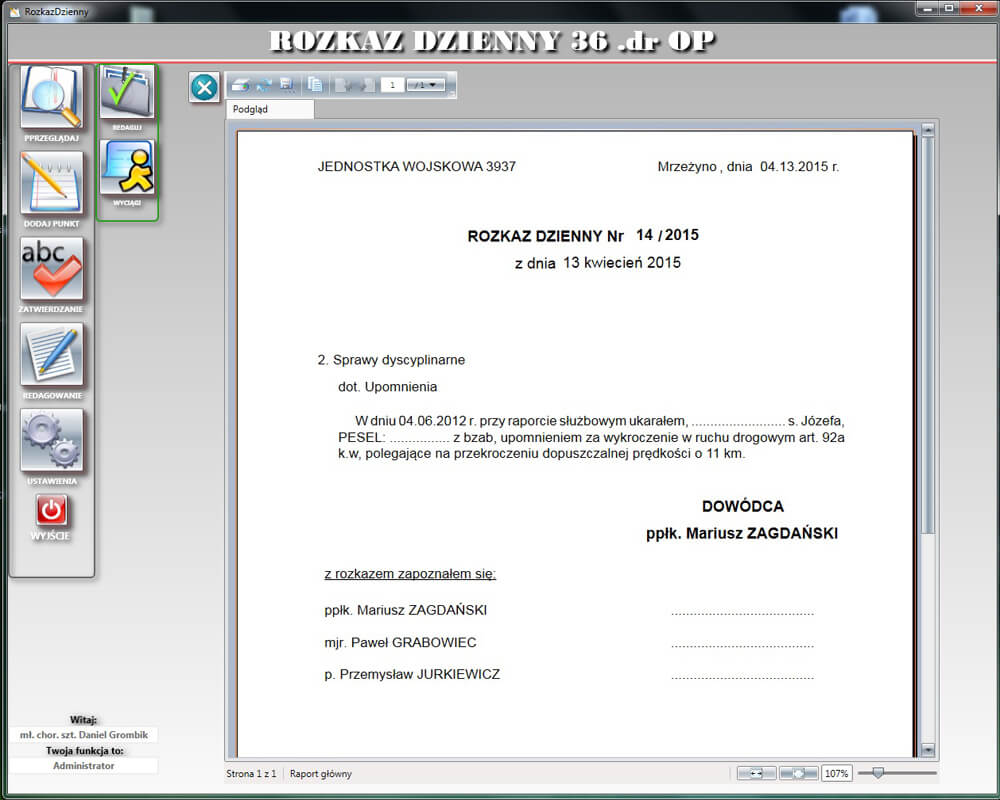 RozkazDzienny
ROZKAZ DZIENNY 36 .dr OP
PPRZEGLĄDAJ
DODAJ PUNKT
abc
ZATWIERDZANIE
REDAGOWANIE
USTAWIENIA
WYJŚCIE
REDAGUJ
WYCIĄGI
1
/ 1
Podgląd
JEDNOSTKA WOJSKOWA 3937 Mrzeżyno , dnia 04.13.2015 r.
ROZKAZ DZIENNY Nr 14 / 2015
z dnia 13 kwiecień 2015
2. Sprawy dyscyplinarne
dot. Upomnienia
W dniu 04.06.2012 r. przy raporcie służbowym ukarałem, ......................... s. Józefa,
PESEL: ................ z bzab, upomnieniem za wykroczenie w ruchu drogowym art. 92a
k.w, polegające na przekroczeniu dopuszczalnej prędkości o 11 km.
DOWÓDCA
ppłk. Mariusz ZAGDAŃSKI
z rozkazem zapoznałem się:
ppłk. Mariusz ZAGDAŃSKI ......................................
mjr. Paweł GRABOWIEC ......................................
p. Przemysław JURKIEWICZ ......................................
Witaj:
mł. chor. szt. Daniel Grombik
Twoja funkcja to:
Administrator
Strona 1 z 1 Raport główny 107%